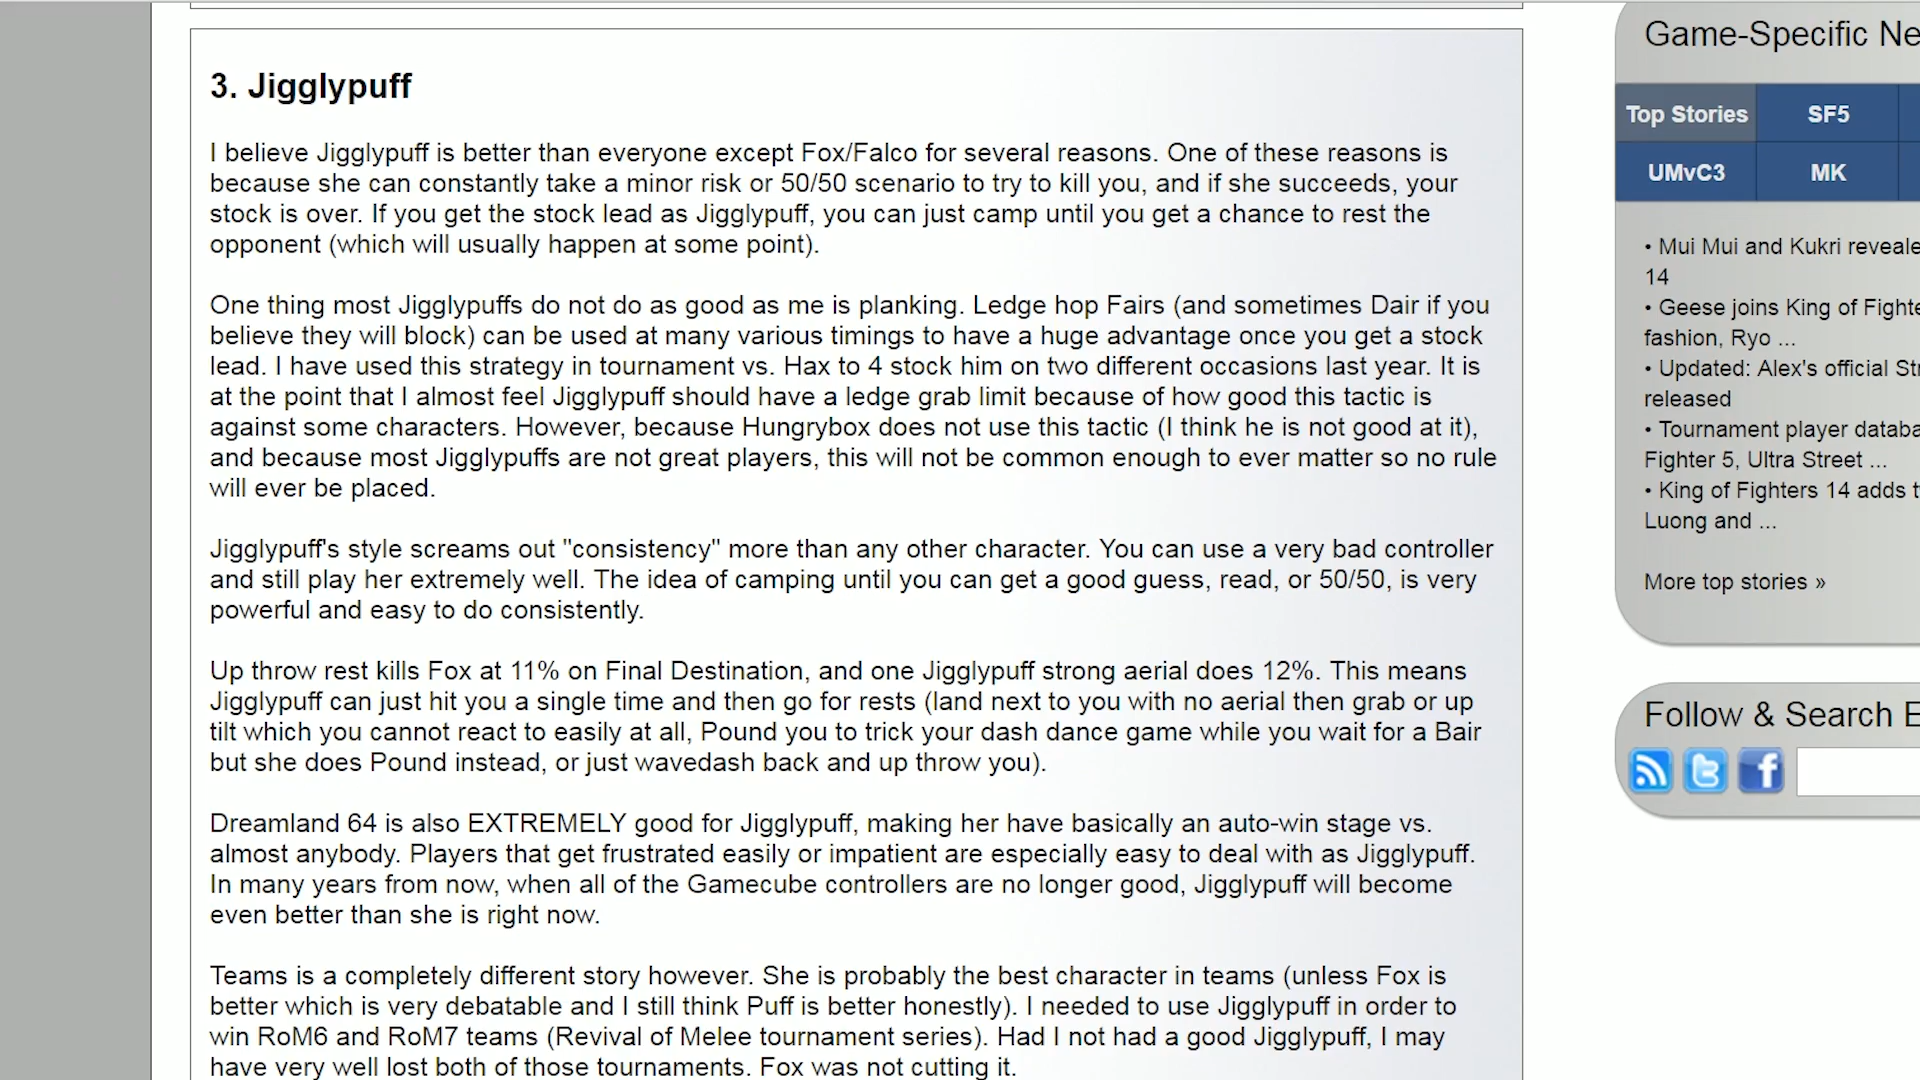 3. Jigglypuff
I believe Jigglypuff is better than everyone except Fox/Falco for several reasons. One of these reasons is
because she can constantly take a minor risk or 50/50 scenario to try to kill you, and if she succeeds, your
stock is over. If you get the stock lead as Jigglypuff, you can just camp until you get a chance to rest the
opponent (which will usually happen at some point).
One thing most Jigglypuffs do not do as good as me is planking. Ledge hop Fairs (and sometimes Dair if you
believe they will block) can be used at many various timings to have a huge advantage once you get a stock
lead. I have used this strategy in tournament vs. Hax to 4 stock him on two different occasions last year. It is
at the point that I almost feel Jigglypuff should have a ledge grab limit because of how good this tactic is
against some characters. However, because Hungrybox does not use this tactic (I think he is not good at it),
and because most Jigglypuffs are not great players, this will not be common enough to ever matter so no rule
will ever be placed.
Jigglypuff's style screams out "consistency" more than any other character. You can use a very bad controller
and still play her extremely well. The idea of camping until you can get a good guess, read, or 50/50, is very
powerful and easy to do consistently.
Up throw rest kills Fox at 11% on Final Destination, and one Jigglypuff strong aerial does 12%. This means
Jigglypuff can just hit you a single time and then go for rests (land next to you with no aerial then grab or up
tilt which you cannot react to easily at all, Pound you to trick your dash dance game while you wait for a Bair
but she does Pound instead, or just wavedash back and up throw you).
Dreamland 64 is also EXTREMELY good for Jigglypuff, making her have basically an auto-win stage vs.
almost anybody. Players that get frustrated easily or impatient are especially easy to deal with as Jigglypuff.
In many years from now, when all of the Gamecube controllers are no longer good, Jigglypuff will become
even better than she is right now.
Teams is a completely different story however. She is probably the best character in teams (unless Fox is
better which is very debatable and I still think Puff is better honestly). I needed to use Jigglypuff in order to
win RoM6 and RoM7 teams (Revival of Melee tournament series). Had I not had a good Jigglypuff, I may
have very well lost both of those tournaments. Fox was not cutting it.
Game-Specific Ne
Top Stories SF5
UMvC3 MK
• Mui Mui and Kukri reveale
14
• Geese joins King of Fighte
fashion, Ryo ...
• Updated: Alex's official Str
released
• Tournament player databa
Fighter 5, Ultra Street ...
• King of Fighters 14 adds t
Luong and ...
More top stories »
Follow & Search E